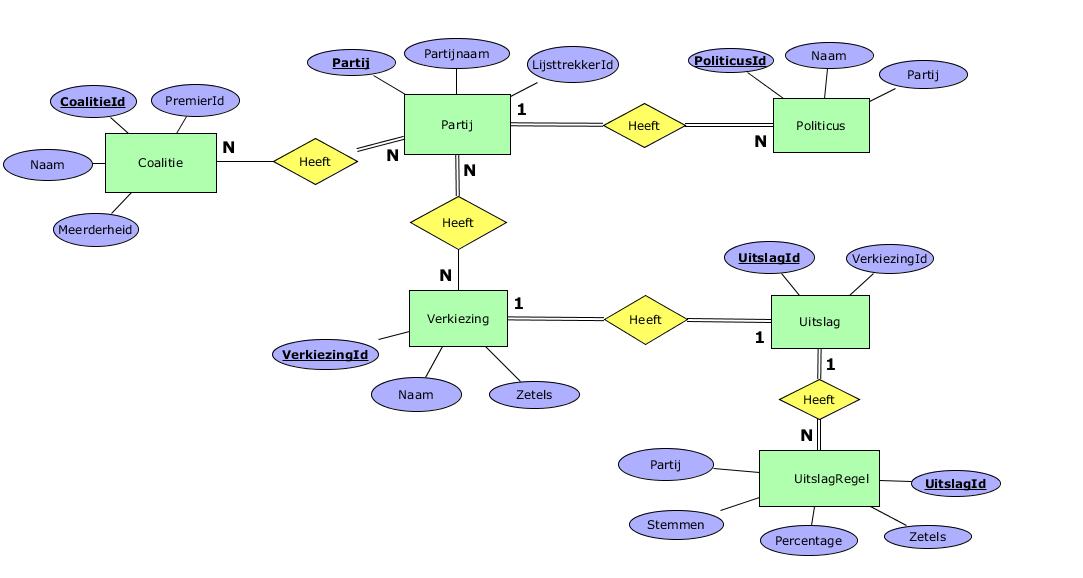 Partij
Partijnaam
LijsttrekkerId
PoliticusId
Naam
Partij
CoalitieId
PremierId
Naam
Meerderheid
Coalitie
N
Heeft
N
Partij
1
Heeft
N
Politicus
N
Heeft
N
Verkiezing
1
Heeft
1
Uitslag
UitslagId
VerkiezingId
VerkiezingId
Naam
Zetels
1
Heeft
N
UitslagRegel
Partij
Stemmen
Percentage
Zetels
UitslagId